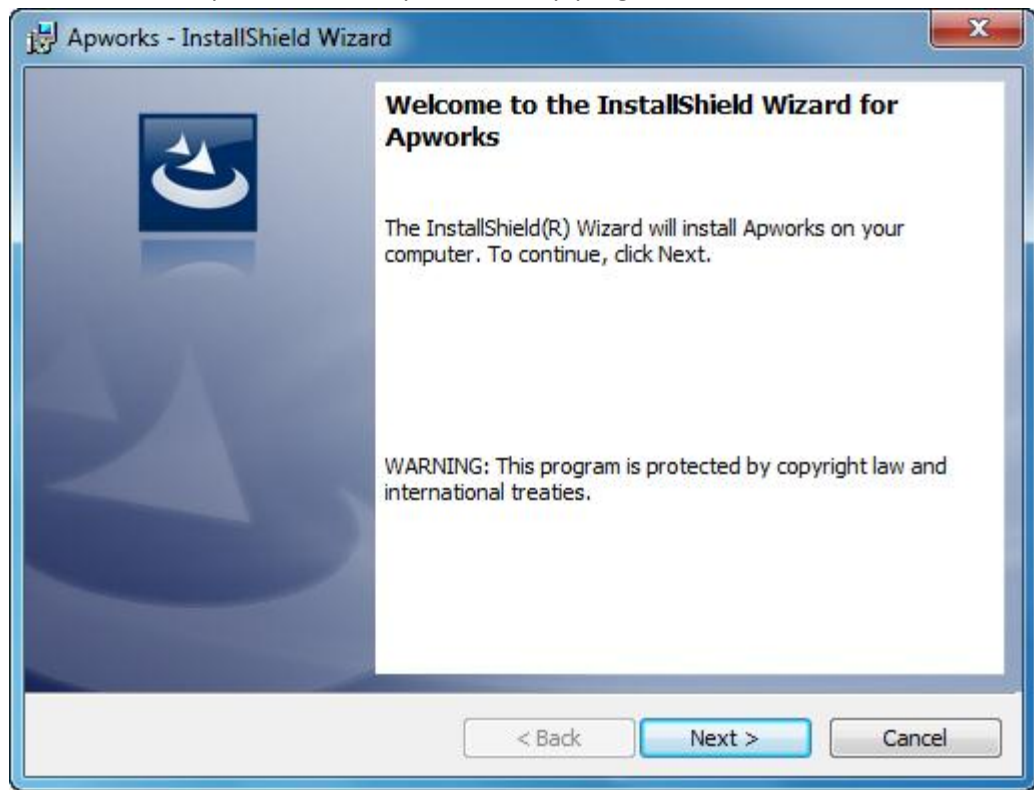 Apworks - InstallShield Wizard
Welcome to the InstallShield Wizard for
Apworks
The InstallShield(R) Wizard will install Apworks on your
computer. To continue, click Next.
WARNING: This program is protected by copyright law and
international treaties.
< Back
Next >
Cancel